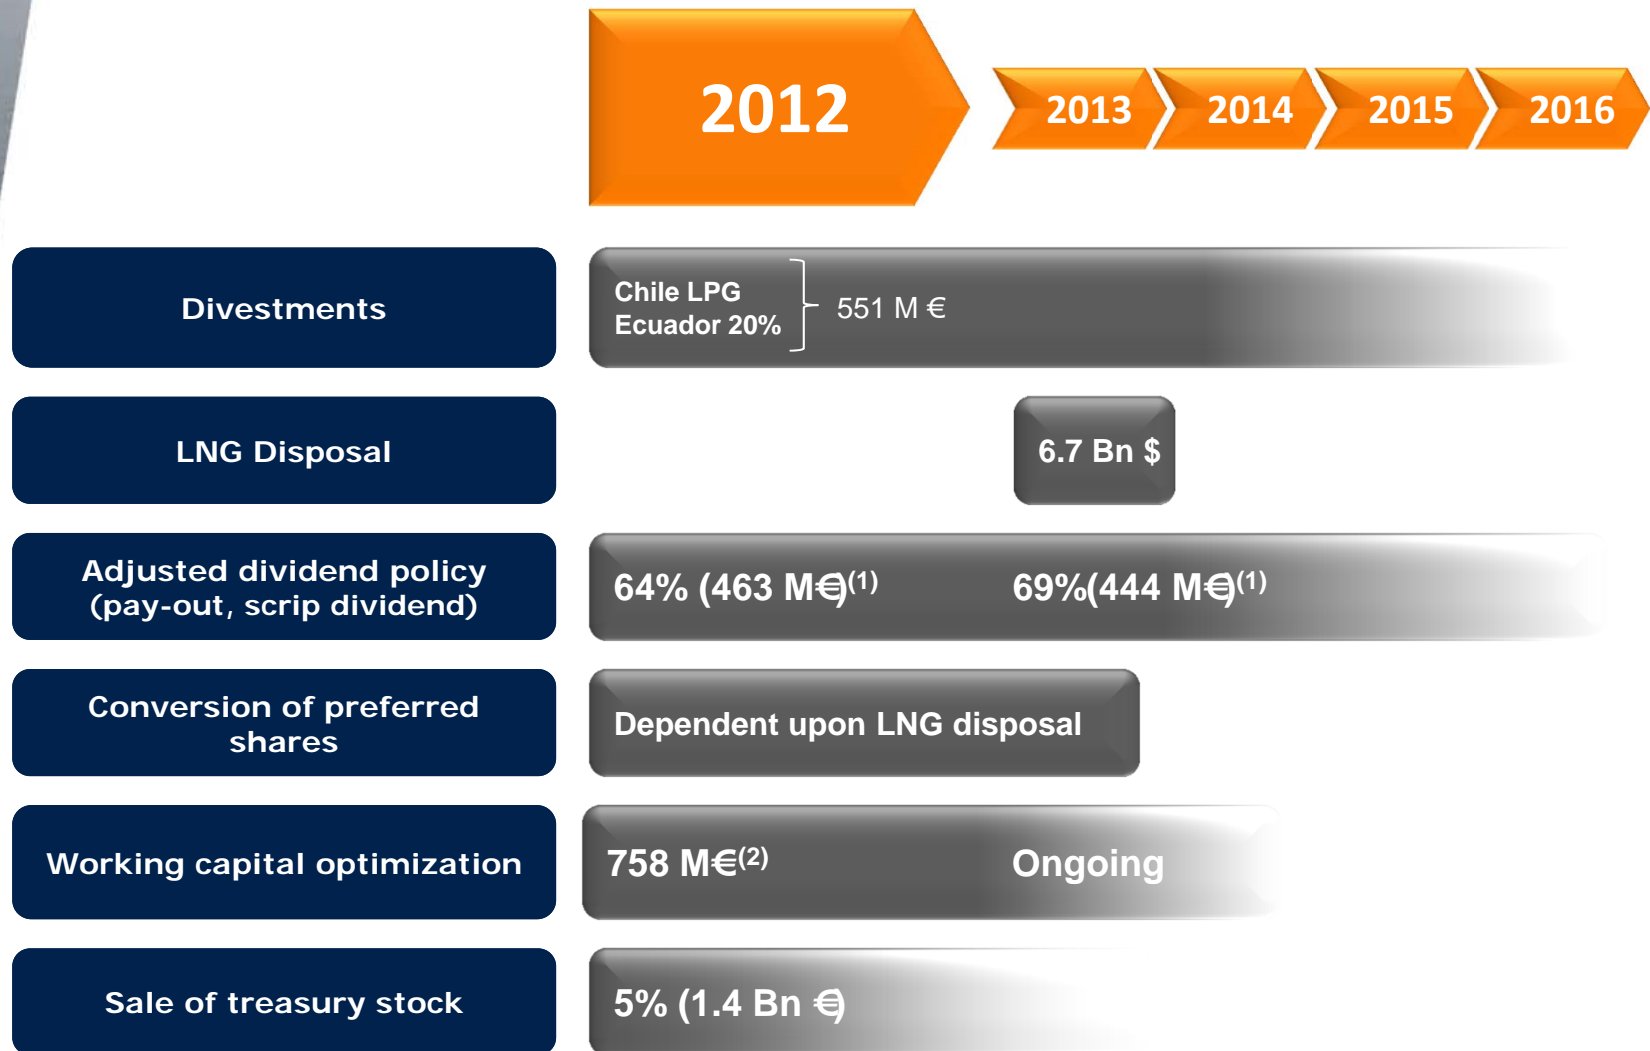 2012
2013 2014 2015 2016
Divestments
Chile LPG
Ecuador 20%
551 M €
LNG Disposal
6.7 Bn $
Adjusted dividend policy
(pay-out, scrip dividend)
64% (463 M€)(1) 69%(444 M€)(1)
Conversion of preferred
shares
Dependent upon LNG disposal
Working capital optimization
758 M€(2) Ongoing
Sale of treasury stock
5% (1.4 Bn €)